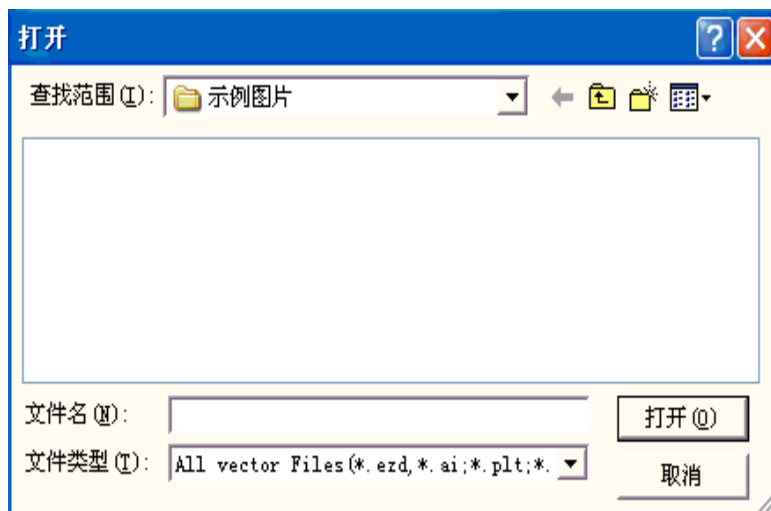 打开
查找范围(I): 示例图片
文件名(N):
打开(O)
文件类型(T): All vector Files(*.ezd,*.ai;*.plt;*.
取消